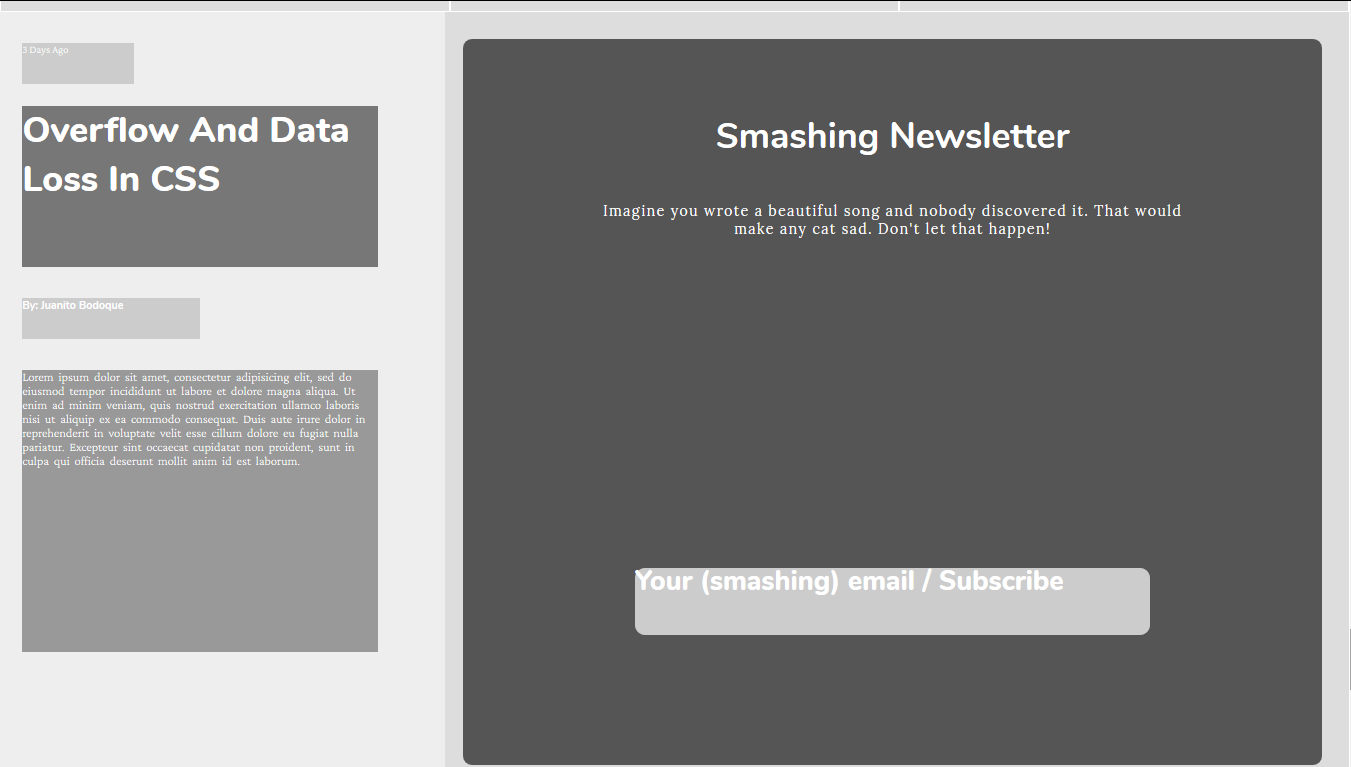 3 Days Ago
Overflow And Data
Loss In CSS
By: Juanito Bodoque
Lorem ipsum dolor sit amet, consectetur adipisicing elit, sed do
eiusmod tempor incididunt ut labore et dolore magna aliqua. Ut
enim ad minim veniam, quis nostrud exercitation ullamco laboris
nisi ut aliquip ex ea commodo consequat. Duis aute irure dolor in
reprehenderit in voluptate velit esse cillum dolore eu fugiat nulla
pariatur. Excepteur sint occaecat cupidatat non proident, sunt in
culpa qui officia deserunt mollit anim id est laborum.
Smashing Newsletter
Imagine you wrote a beautiful song and nobody discovered it. That would
make any cat sad. Don't let that happen!
Your (smashing) email / Subscribe